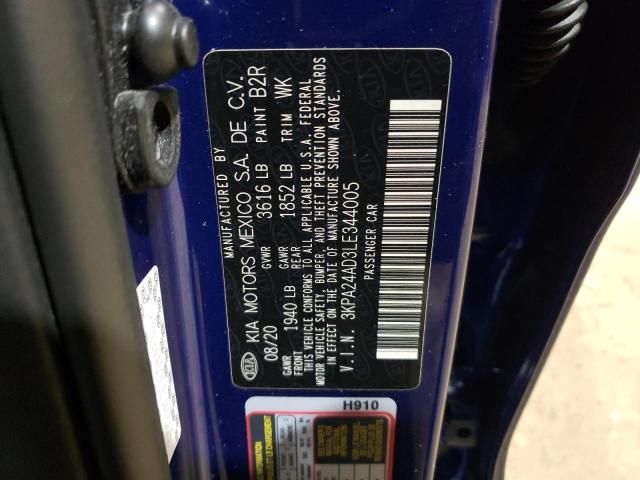 MANUFACTURED BY
KIA KIA MOTORS MEXICO S.A. DE C.V.
08/20 GVWR 3616 LB PAINT B2R
GAWR FRONT 1940 LB GAWR REAR 1852 LB TRIM WK
THIS VEHICLE CONFORMS TO ALL APPLICABLE U.S.A. FEDERAL
MOTOR VEHICLE SAFETY, BUMPER, AND THEFT PREVENTION STANDARDS
IN EFFECT ON THE DATE OF MANUFACTURE SHOWN ABOVE.
V.I.N. 3KPA24AD3LE344005
PASSENGER CAR
H910